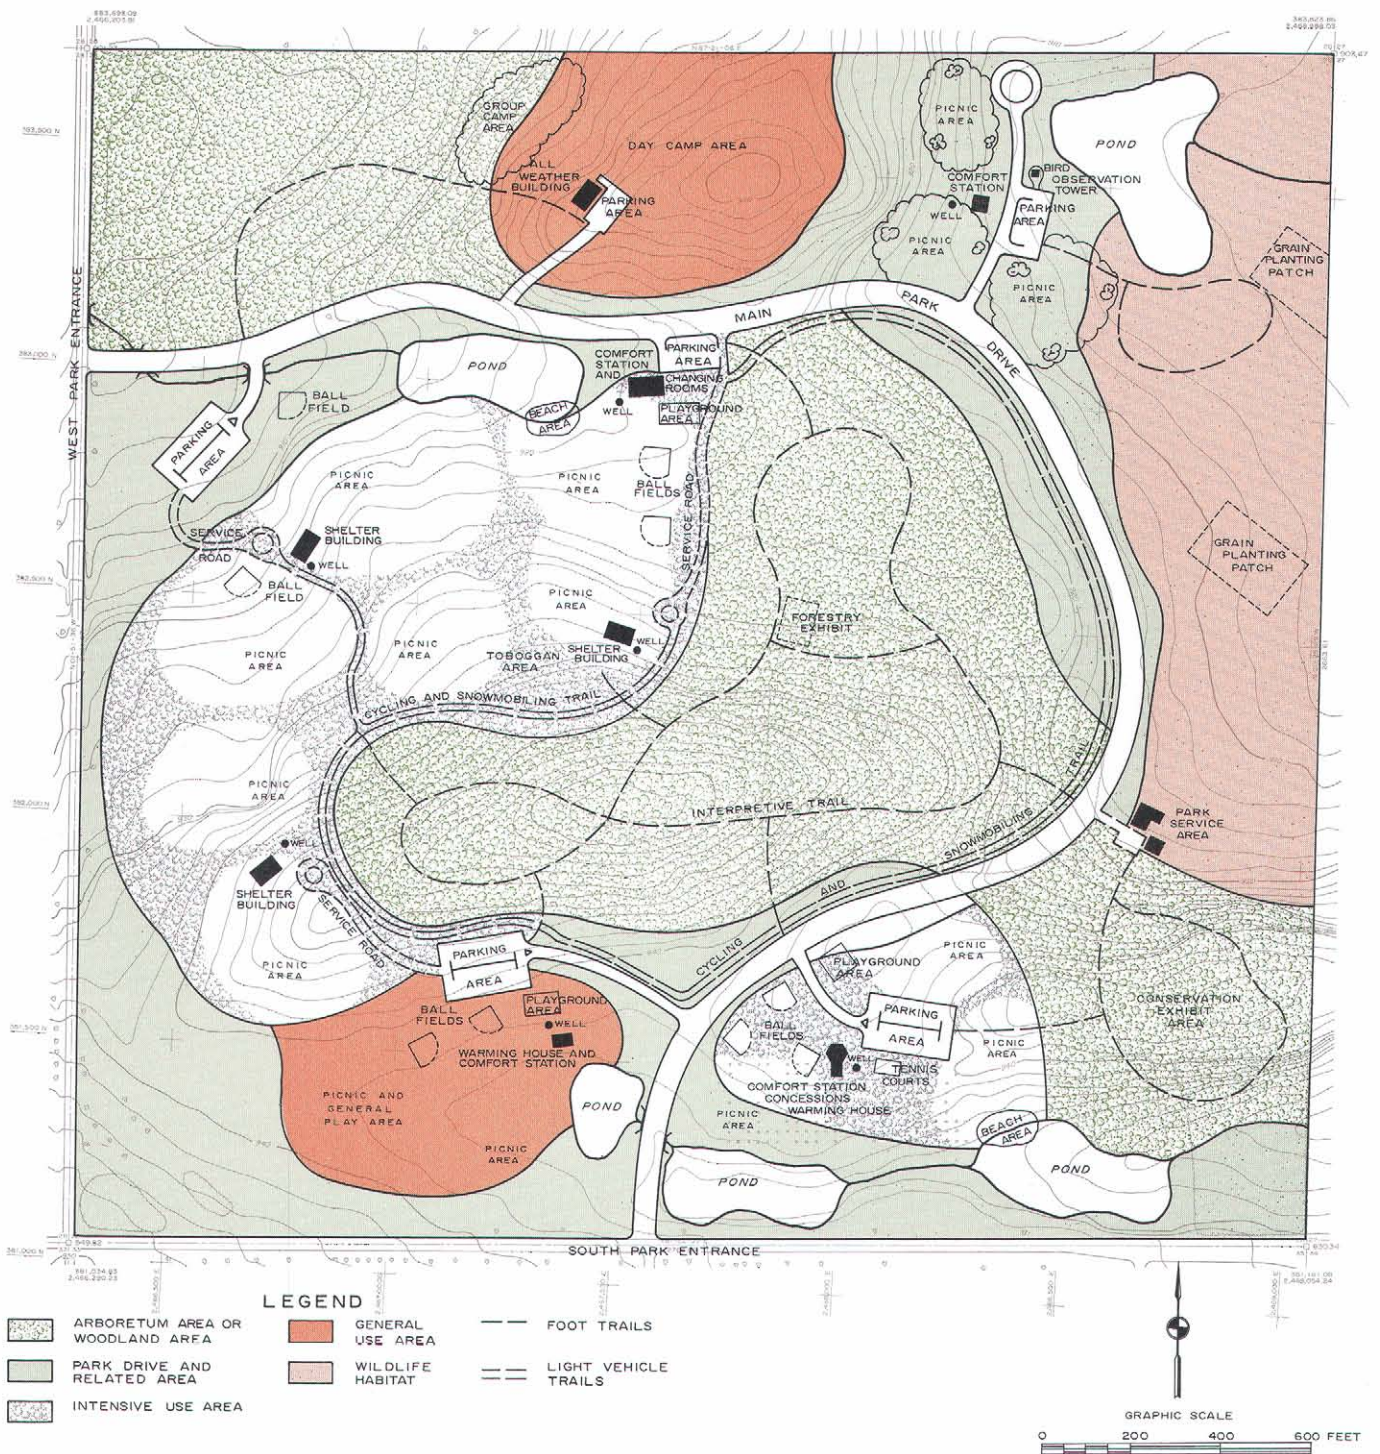 GROUP
CAMP
AREA
DAY CAMP AREA
ALL
WEATHER
BUILDING
PARKING
AREA
PICNIC
AREA
POND
BIRD
OBSERVATION
TOWER
COMFORT
STATION
WELL
PARKING
AREA
PICNIC
AREA
PICNIC
AREA
GRAIN
PLANTING
PATCH
WEST PARK ENTRANCE
MAIN
PARK
DRIVE
POND
COMFORT
STATION
AND
CHANGING
ROOMS
PARKING
AREA
WELL
PLAYGROUND
AREA
BEACH
AREA
BALL
FIELD
PARKING
AREA
PICNIC
AREA
PICNIC
AREA
BALL
FIELDS
SERVICE ROAD
SERVICE
ROAD
SHELTER
BUILDING
WELL
BALL
FIELD
GRAIN
PLANTING
PATCH
PICNIC
AREA
FORESTRY
EXHIBIT
PICNIC
AREA
PICNIC
AREA
TOBOGGAN
AREA
SHELTER
BUILDING
WELL
CYCLING AND SNOWMOBILING TRAIL
PICNIC
AREA
INTERPRETIVE TRAIL
PARK
SERVICE
AREA
WELL
SHELTER
BUILDING
SERVICE ROAD
CYCLING
AND
SNOWMOBILING
TRAIL
PICNIC
AREA
PARKING
AREA
PLAYGROUND
AREA
PICNIC
AREA
BALL
FIELDS
PLAYGROUND
AREA
WELL
WARMING HOUSE AND
COMFORT STATION
BALL
FIELDS
PARKING
AREA
PICNIC
AREA
CONSERVATION
EXHIBIT
AREA
WELL
TENNIS
COURTS
COMFORT STATION
CONCESSIONS
WARMING HOUSE
PICNIC AND
GENERAL
PLAY AREA
PICNIC
AREA
POND
PICNIC
AREA
BEACH
AREA
POND
POND
SOUTH PARK ENTRANCE
LEGEND
ARBORETUM AREA OR
WOODLAND AREA
PARK DRIVE AND
RELATED AREA
INTENSIVE USE AREA
GENERAL
USE AREA
WILDLIFE
HABITAT
FOOT TRAILS
LIGHT VEHICLE
TRAILS
GRAPHIC SCALE
0 200 400 600 FEET